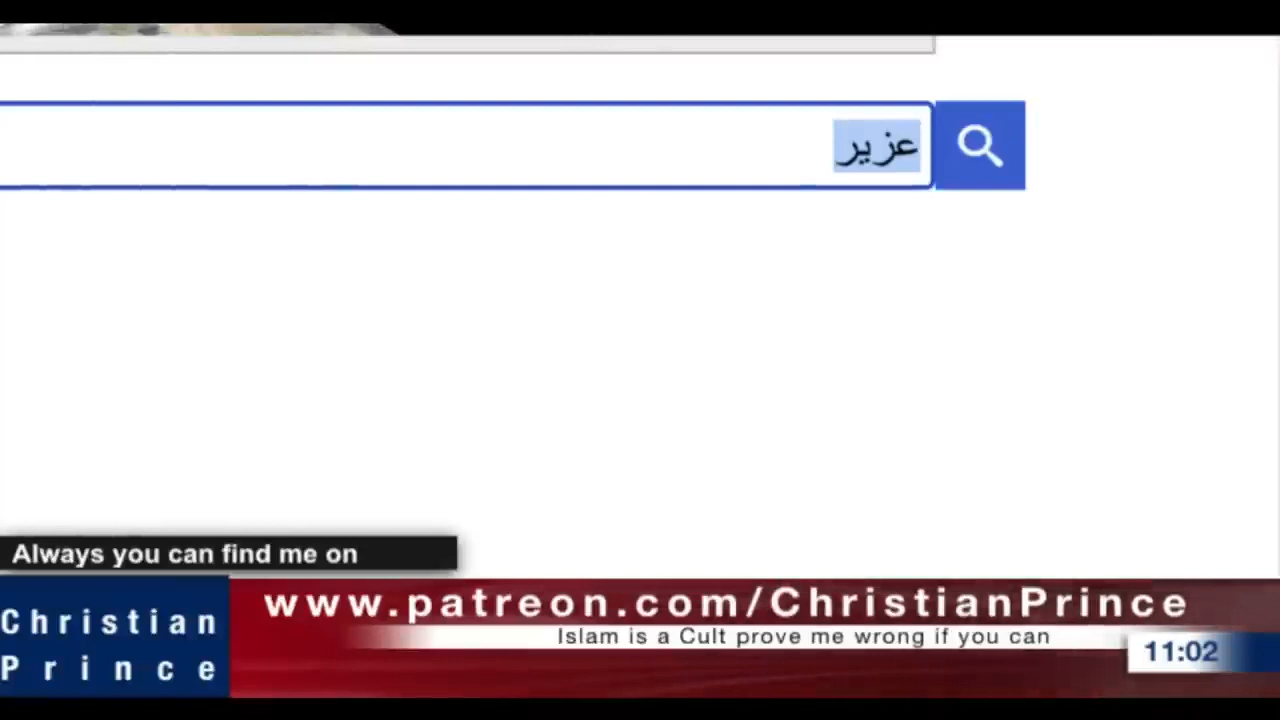 عزير
Always you can find me on
Christian
Prince
www.patreon.com/ChristianPrince
Islam is a Cult prove me wrong if you can
11:02